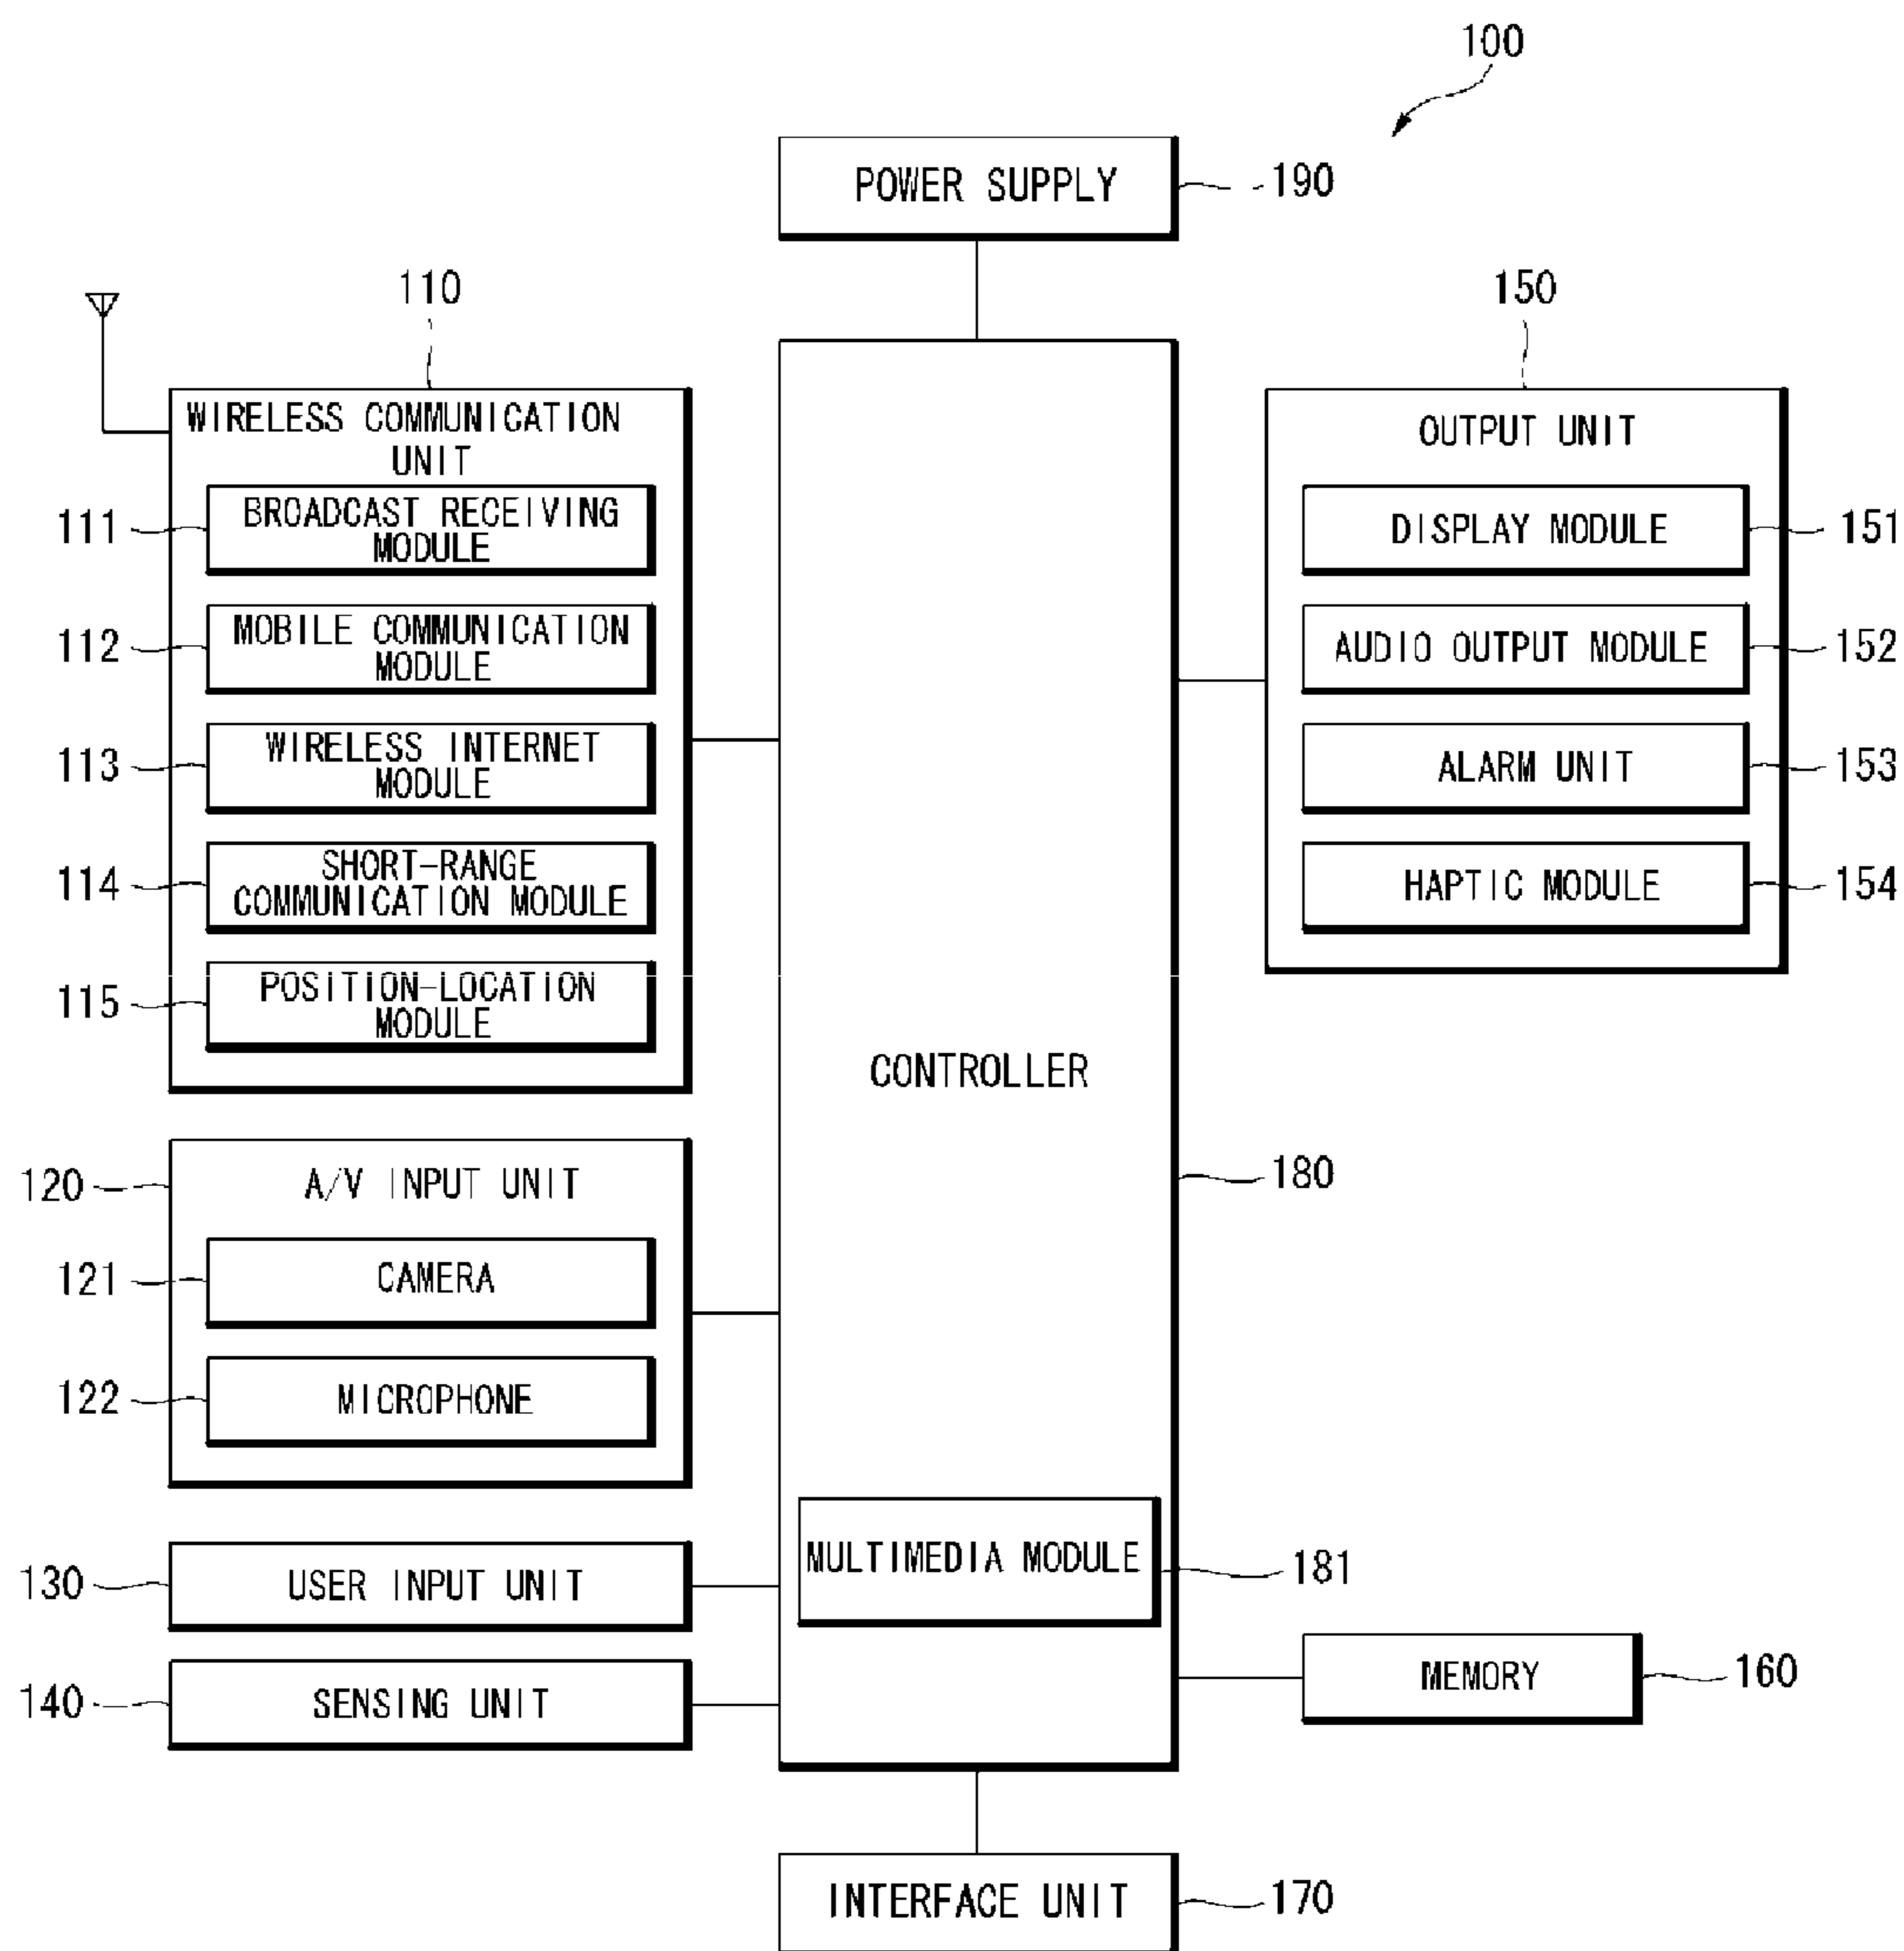 100
POWER SUPPLY
190
110
WIRELESS COMMUNICATION
UNIT
111
BROADCAST RECEIVING
MODULE
112
MOBILE COMMUNICATION
MODULE
113
WIRELESS INTERNET
MODULE
114
SHORT-RANGE
COMMUNICATION MODULE
115
POSITION-LOCATION
MODULE
120
A/V INPUT UNIT
121
CAMERA
122
MICROPHONE
130
USER INPUT UNIT
140
SENSING UNIT
CONTROLLER
180
MULTIMEDIA MODULE
181
150
OUTPUT UNIT
DISPLAY MODULE
151
AUDIO OUTPUT MODULE
152
ALARM UNIT
153
HAPTIC MODULE
154
MEMORY
160
INTERFACE UNIT
170